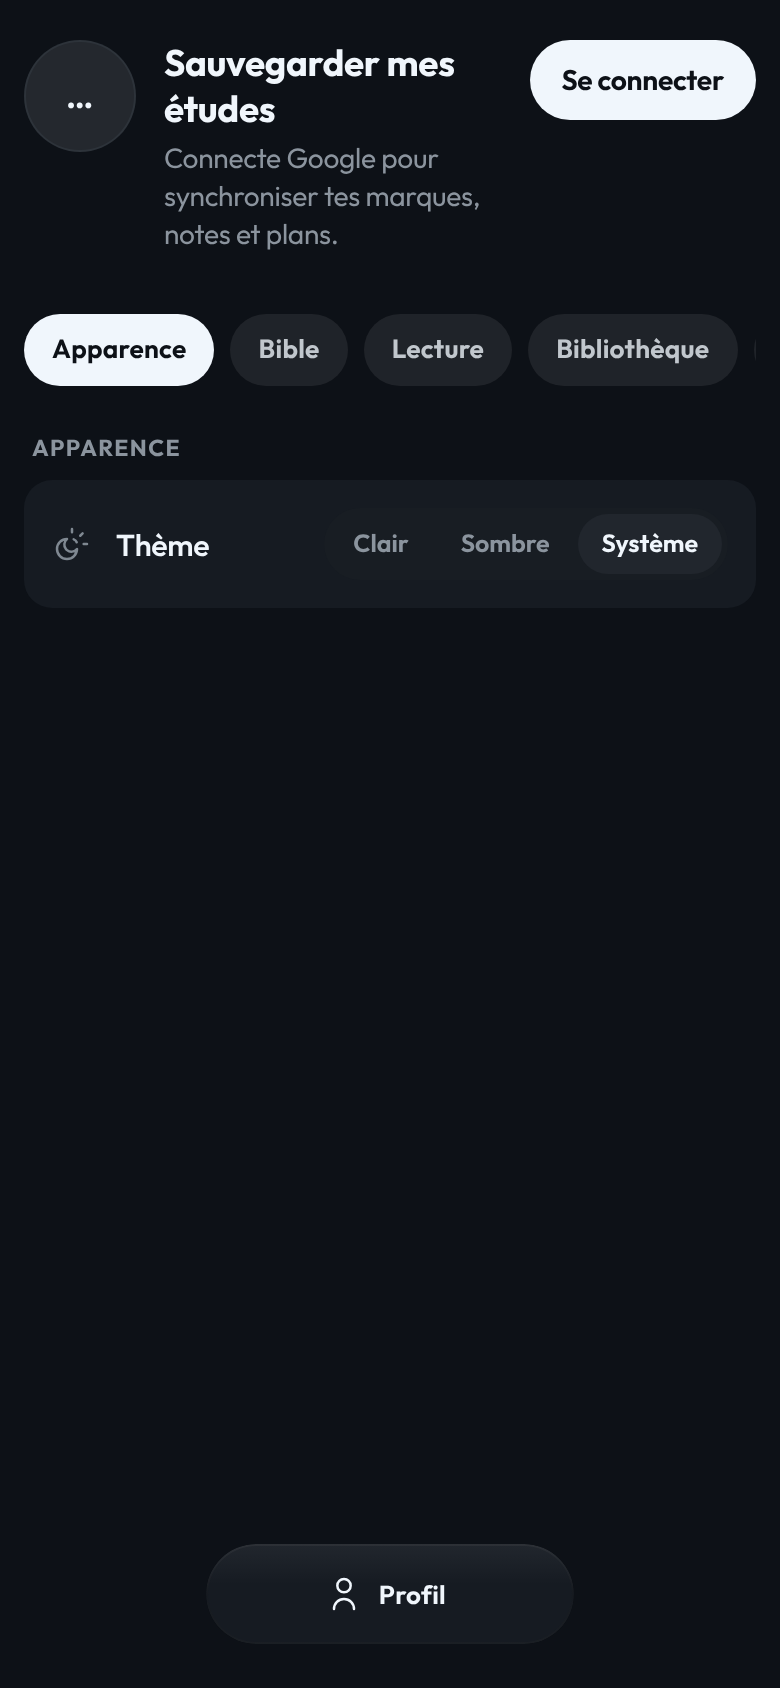 ...
Sauvegarder mes
études
Se connecter
Connecte Google pour
synchroniser tes marques,
notes et plans.
Apparence Bible Lecture Bibliothèque
APPARENCE
Thème Clair Sombre Système
Profil